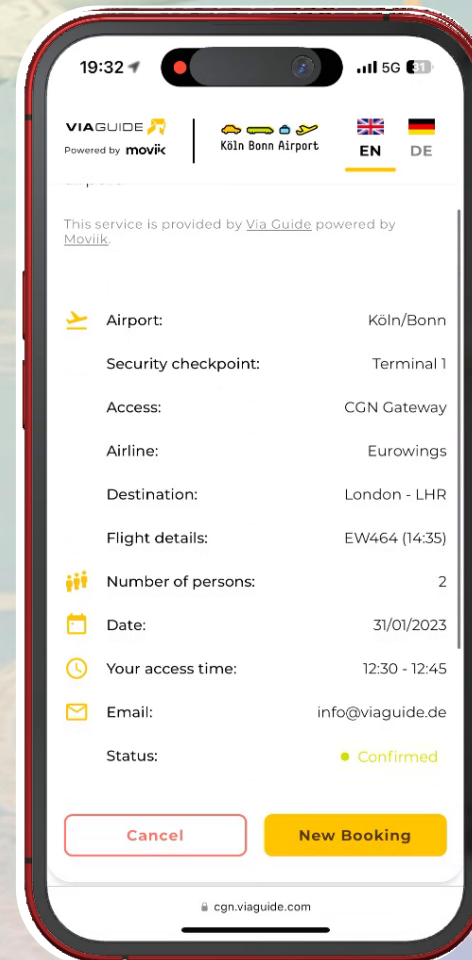 19:32
5G 31
VIAGUIDE
Powered by moviik
Köln Bonn Airport
EN DE
This service is provided by Via Guide powered by
Moviik.
Airport: Köln/Bonn
Security checkpoint: Terminal 1
Access: CGN Gateway
Airline: Eurowings
Destination: London - LHR
Flight details: EW464 (14:35)
Number of persons: 2
Date: 31/01/2023
Your access time: 12:30 - 12:45
Email: info@viaguide.de
Status: Confirmed
Cancel New Booking
cgn.viaguide.com